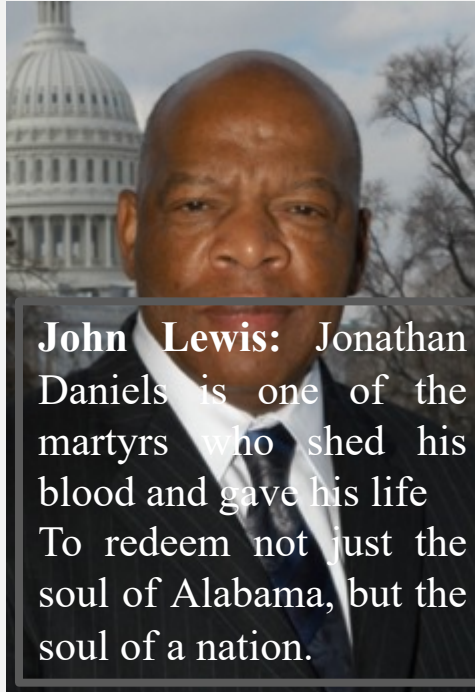 John Lewis: Jonathan
Daniels is one of the
martyrs who shed his
blood and gave his life
To redeem not just the
soul of Alabama, but the
soul of a nation.